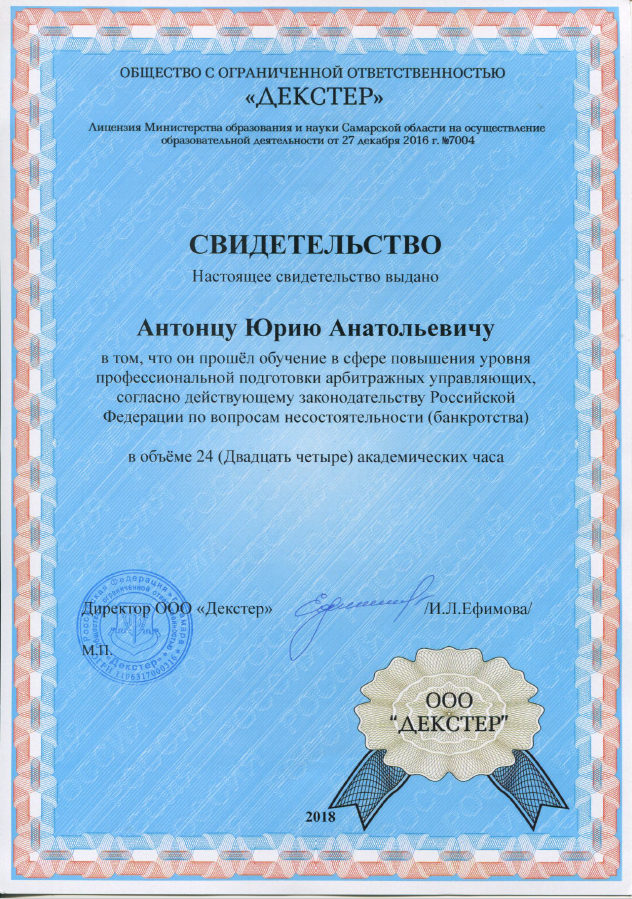 ОБЩЕСТВО С ОГРАНИЧЕННОЙ ОТВЕТСТВЕННОСТЬЮ
«ДЕКСТЕР»
Лицензия Министерства образования и науки Самарской области на осуществление
образовательной деятельности от 27 декабря 2016 г. №7004
СВИДЕТЕЛЬСТВО
Настоящее свидетельство выдано
Антонцу Юрию Анатольевичу
в том, что он прошёл обучение в сфере повышения уровня
профессиональной подготовки арбитражных управляющих,
согласно действующему законодательству Российской
Федерации по вопросам несостоятельности (банкротства)
в объёме 24 (Двадцать четыре) академических часа
Директор ООО «Декстер» /И.Л.Ефимова/
М.П.
Российская Федерация
«Декстер»
ООО
"ДЕКСТЕР"
2018